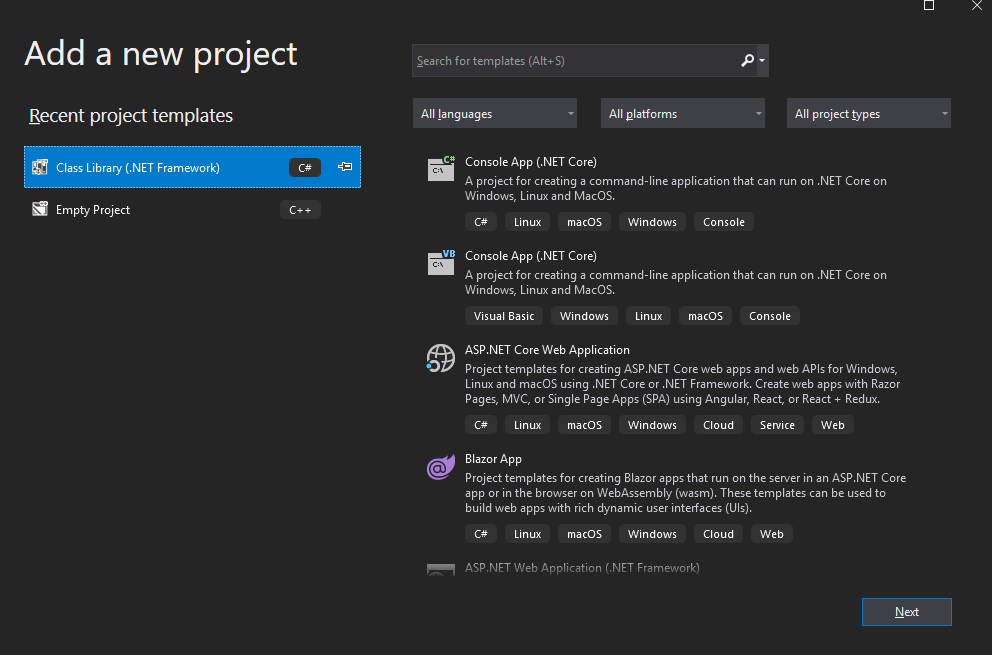 Add a new project
Search for templates (Alt+S)
Recent project templates
All languages
All platforms
All project types
Class Library (.NET Framework)
C#
Empty Project
C++
C#
C:\
Console App (.NET Core)
A project for creating a command-line application that can run on .NET Core on
Windows, Linux and MacOS.
C#
Linux
macOS
Windows
Console
VB
C:\
Console App (.NET Core)
A project for creating a command-line application that can run on .NET Core on
Windows, Linux and MacOS.
Visual Basic
Windows
Linux
macOS
Console
ASP.NET Core Web Application
Project templates for creating ASP.NET Core web apps and web APIs for Windows,
Linux and macOS using .NET Core or .NET Framework. Create web apps with Razor
Pages, MVC, or Single Page Apps (SPA) using Angular, React, or React + Redux.
C#
Linux
macOS
Windows
Cloud
Service
Web
Blazor App
Project templates for creating Blazor apps that run on the server in an ASP.NET Core
app or in the browser on WebAssembly (wasm). These templates can be used to
build web apps with rich dynamic user interfaces (UIs).
C#
Linux
macOS
Windows
Cloud
Web
ASP.NET Web Application (.NET Framework)
Next